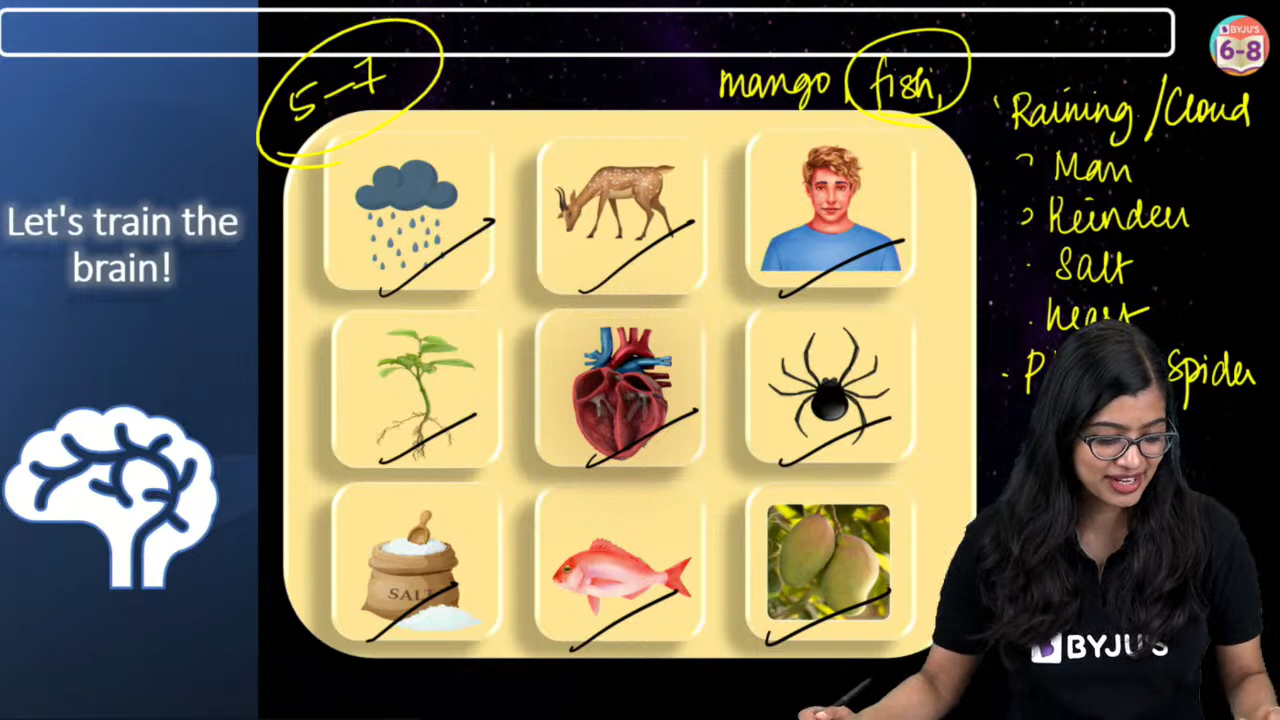 BYJU'S
6-8
5-7
mango, fish,
Raining/Cloud
Man
Reindeer
Salt
heart
Spider
Let's train the
brain!
SALT
BYJU'S